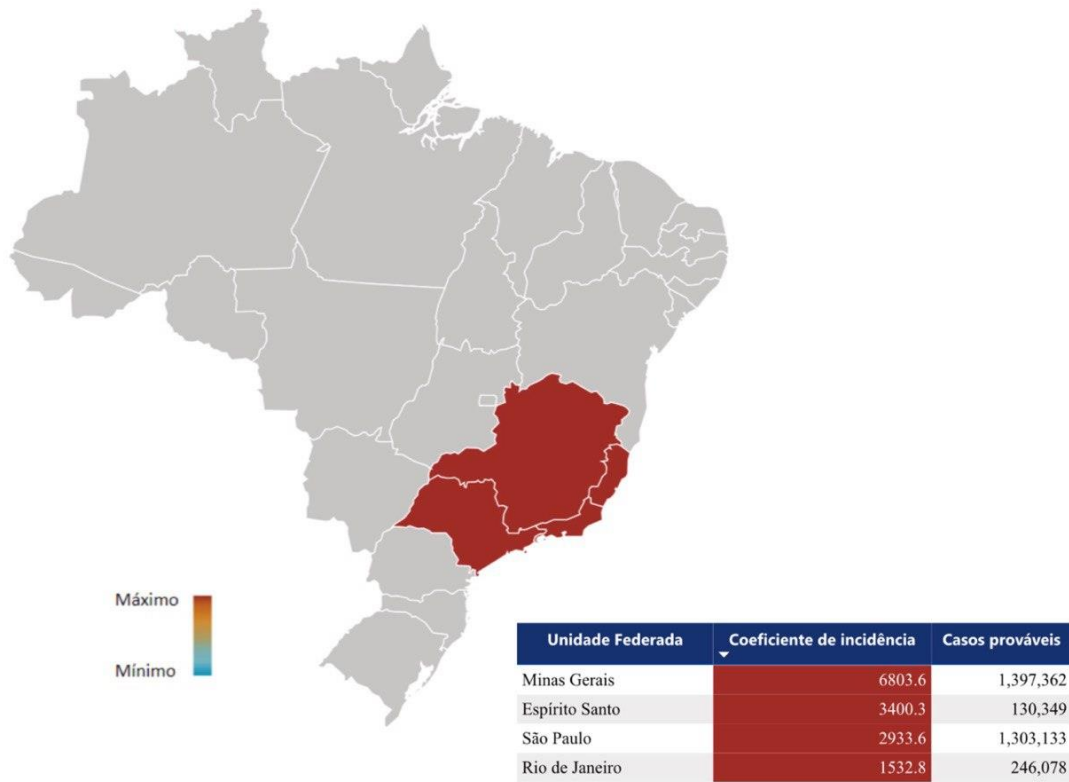 Máximo
Mínimo
Unidade Federada Coeficiente de incidência Casos prováveis
Minas Gerais 6803.6 1,397,362
Espírito Santo 3400.3 130,349
São Paulo 2933.6 1,303,133
Rio de Janeiro 1532.8 246,078